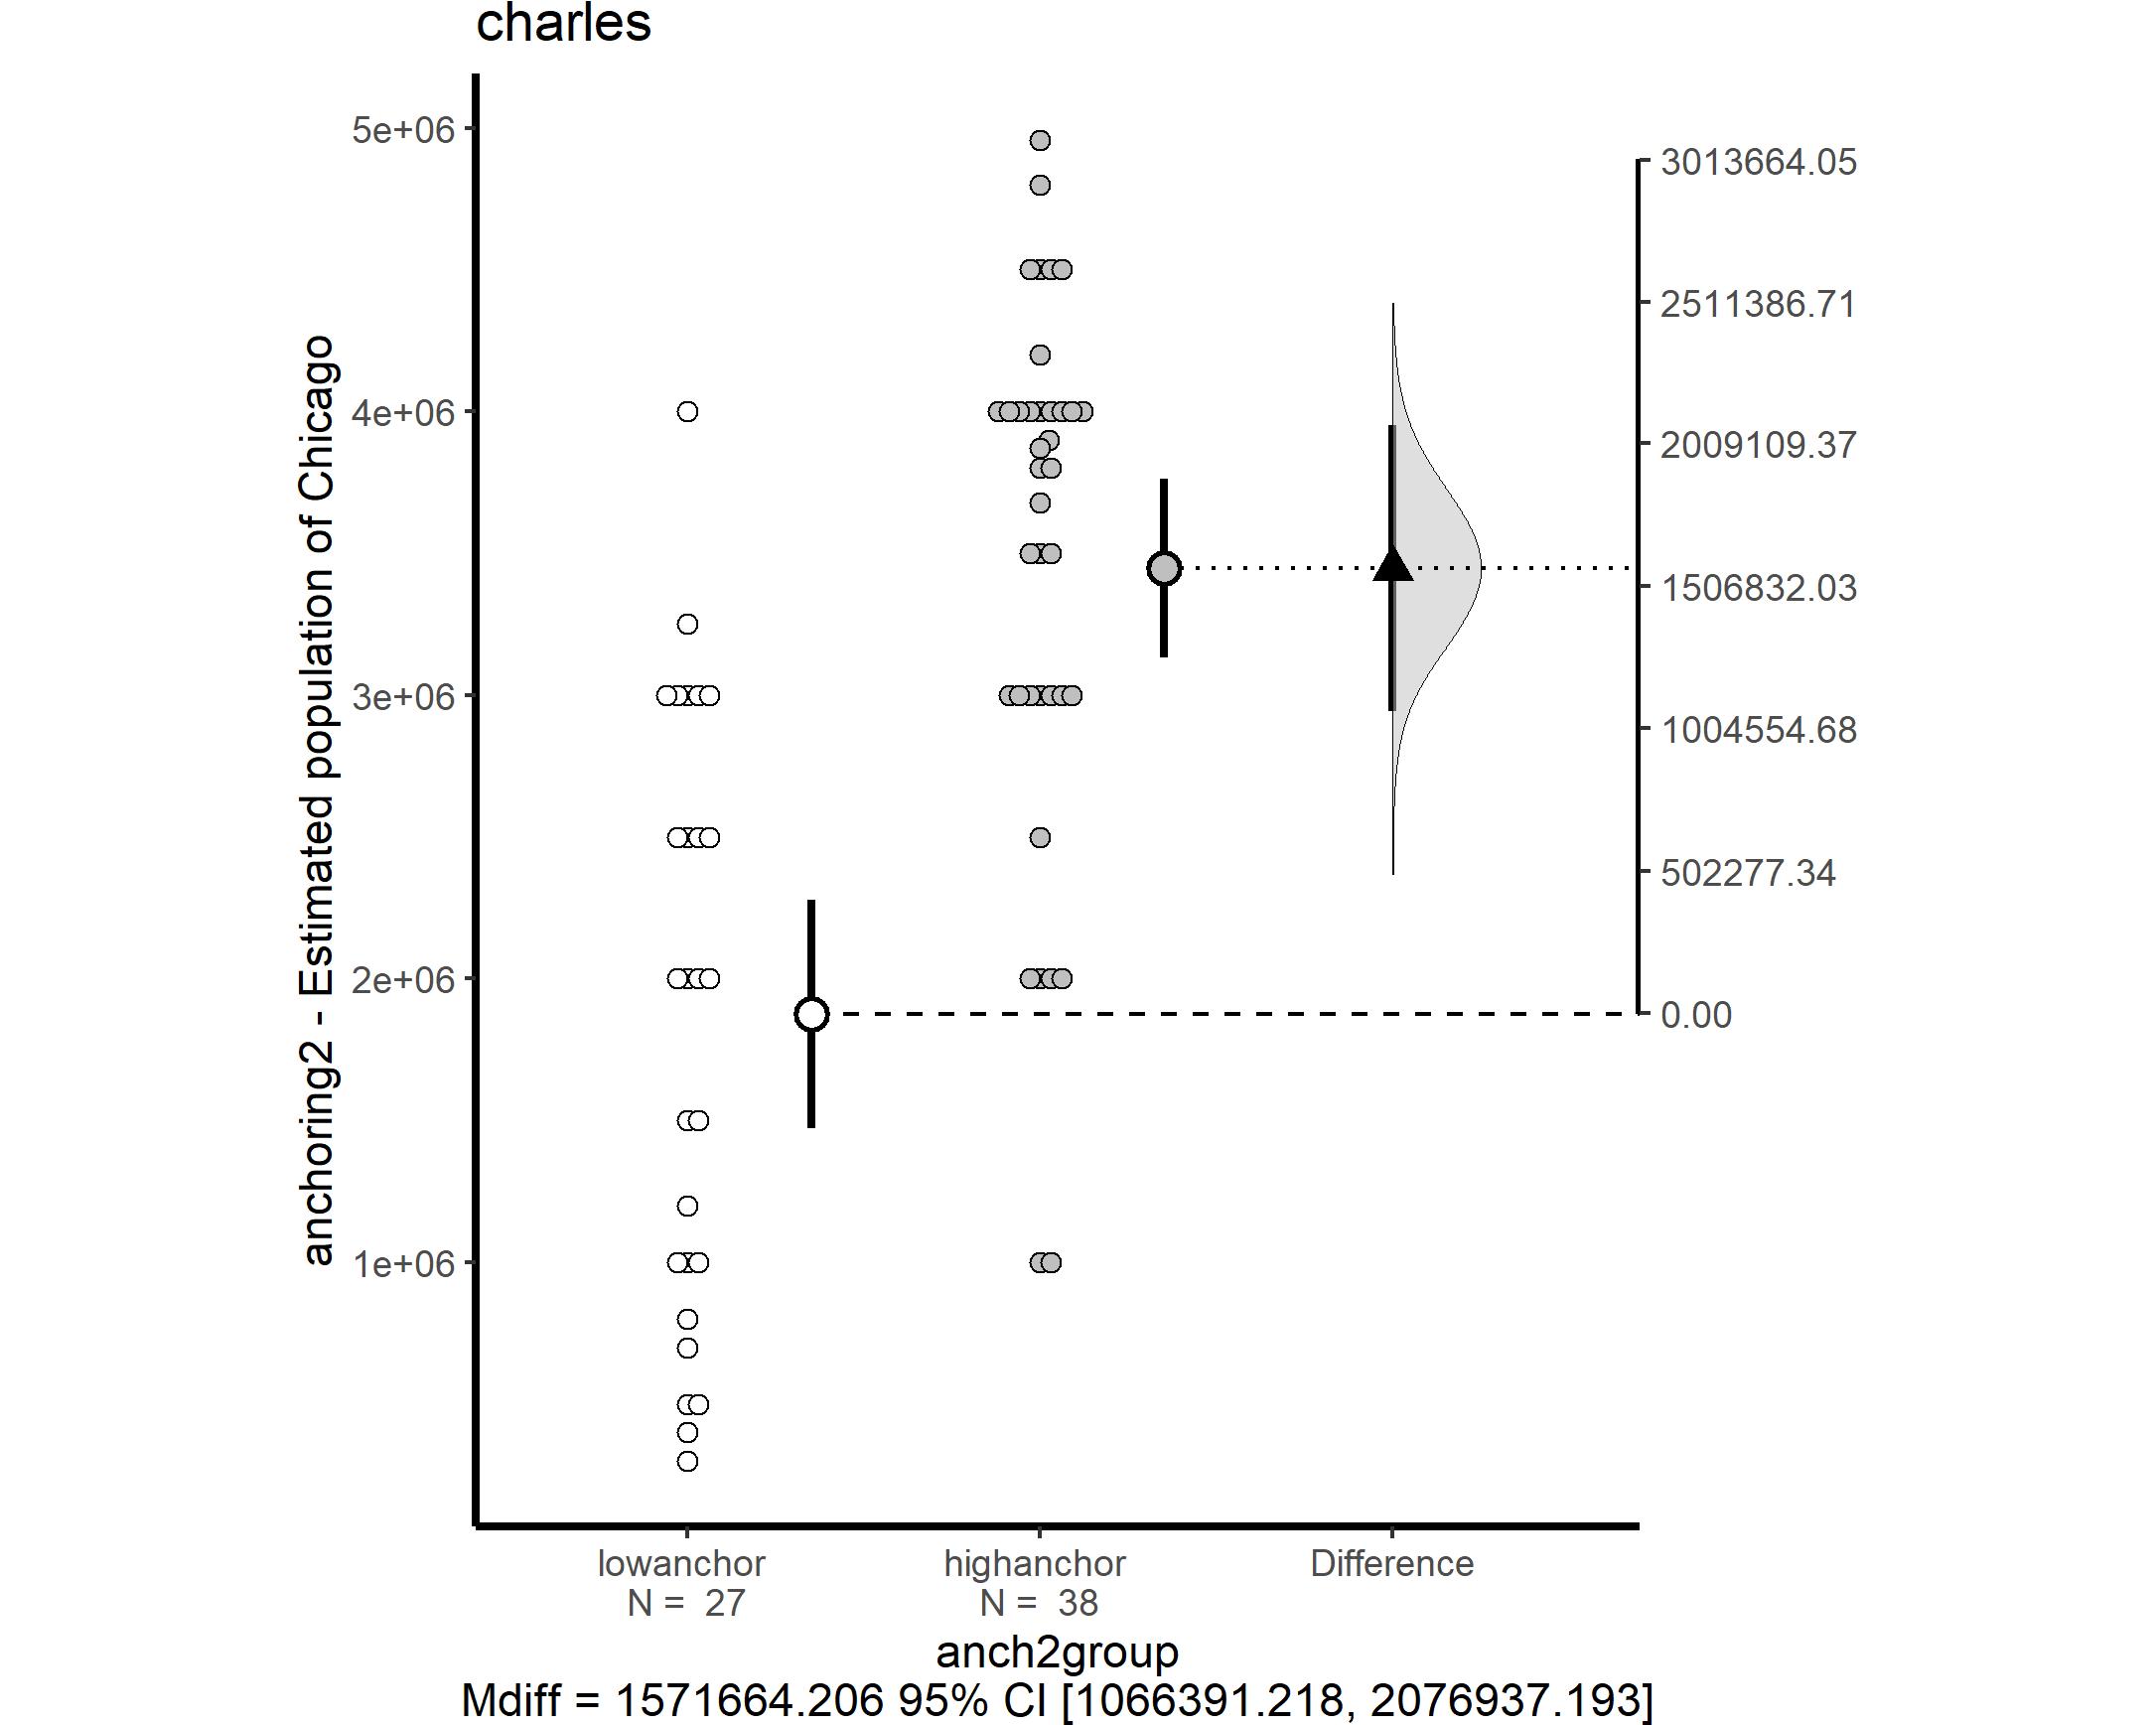 charles
anchoring2 - Estimated population of Chicago
5e+06
4e+06
3e+06
2e+06
1e+06
3013664.05
2511386.71
2009109.37
1506832.03
1004554.68
502277.34
0.00
lowanchor
N =  27
highanchor
N =  38
Difference
anch2group
Mdiff = 1571664.206 95% CI [1066391.218, 2076937.193]